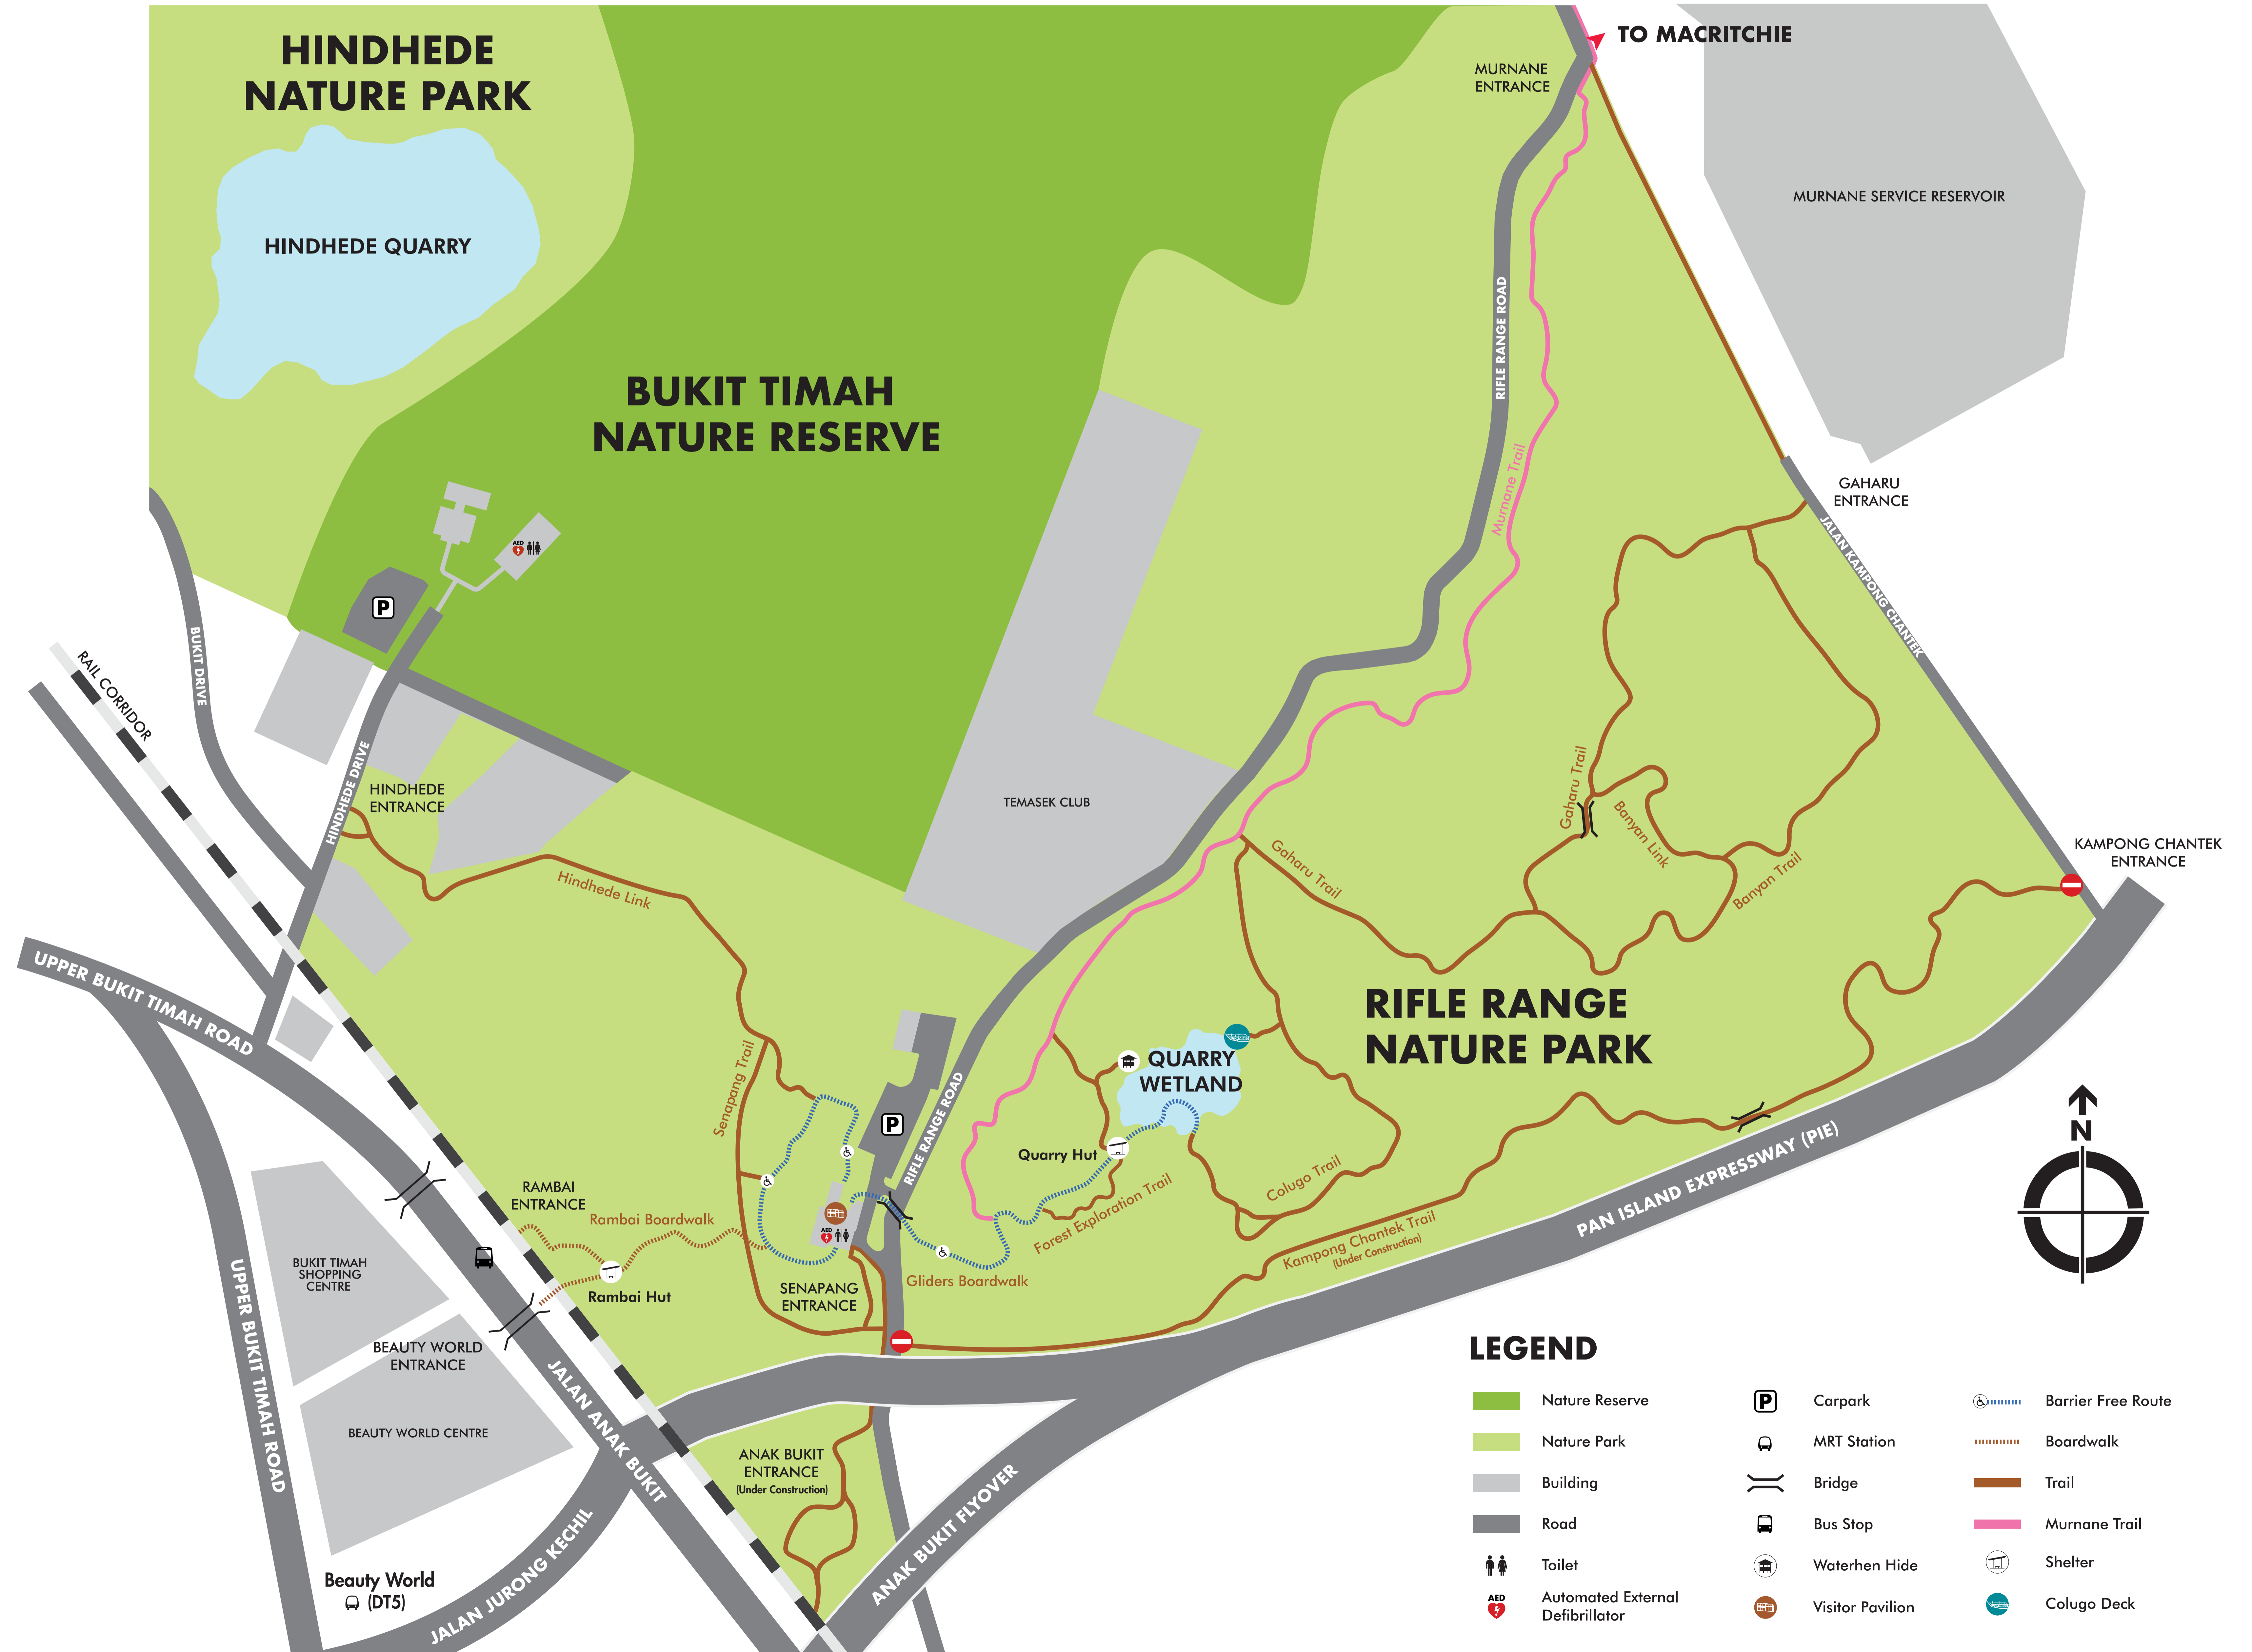 HINDHEDE
NATURE PARK
HINDHEDE QUARRY
BUKIT TIMAH
NATURE RESERVE
MURNANE
ENTRANCE
TO MACRITCHIE
MURNANE SERVICE RESERVOIR
RIFLE RANGE ROAD
Murnane Trail
GAHARU
ENTRANCE
JALAN KAMPONG CHANTEK
AED
P
BUKIT DRIVE
RAIL CORRIDOR
HINDHEDE DRIVE
HINDHEDE
ENTRANCE
TEMASEK CLUB
Hindhede Link
Gaharu Trail
Gaharu Trail
Banyan Link
Banyan Trail
KAMPONG CHANTEK
ENTRANCE
UPPER BUKIT TIMAH ROAD
RIFLE RANGE
NATURE PARK
QUARRY
WETLAND
Senapang Trail
P
RIFLE RANGE ROAD
Quarry Hut
Colugo Trail
Forest Exploration Trail
RAMBAI
ENTRANCE
Rambai Boardwalk
AED
Rambai Hut
SENAPANG
ENTRANCE
Gliders Boardwalk
Kampong Chantek Trail
(Under Construction)
PAN ISLAND EXPRESSWAY (PIE)
N
BUKIT TIMAH
SHOPPING
CENTRE
UPPER BUKIT TIMAH ROAD
BEAUTY WORLD
ENTRANCE
BEAUTY WORLD CENTRE
JALAN ANAK BUKIT
ANAK BUKIT
ENTRANCE
(Under Construction)
ANAK BUKIT FLYOVER
JALAN JURONG KECHIL
Beauty World
(DT5)
LEGEND
Nature Reserve
Nature Park
Building
Road
Toilet
AED
Automated External
Defibrillator
P
Carpark
MRT Station
Bridge
Bus Stop
Waterhen Hide
Visitor Pavilion
Barrier Free Route
Boardwalk
Trail
Murnane Trail
Shelter
Colugo Deck